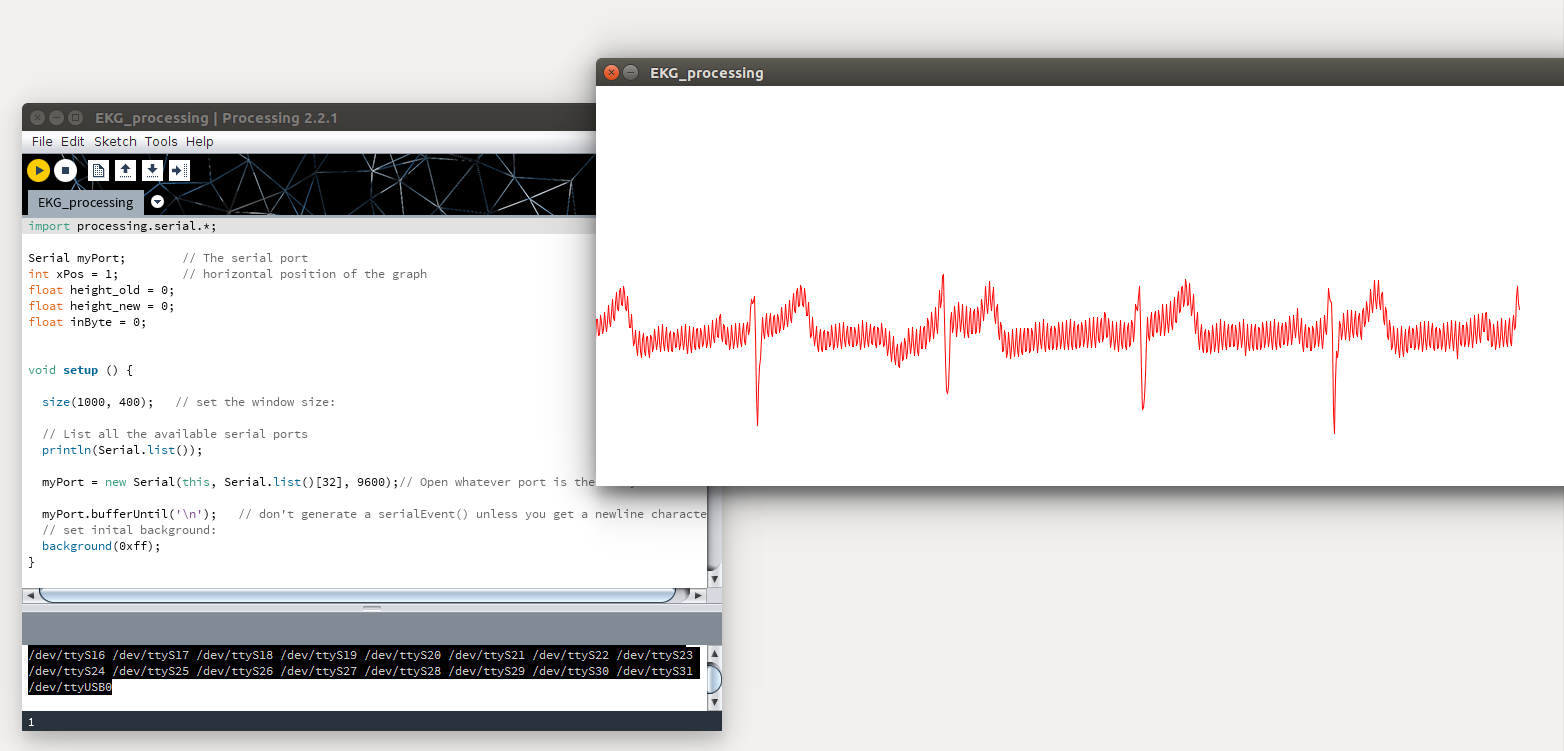 EKG_processing
EKG_processing | Processing 2.2.1
File Edit Sketch Tools Help
EKG_processing
import processing.serial.*;
Serial myPort;        // The serial port
int xPos = 1;         // horizontal position of the graph
float height_old = 0;
float height_new = 0;
float inByte = 0;
void setup () {
size(1000, 400);   // set the window size:
// List all the available serial ports
println(Serial.list());
myPort = new Serial(this, Serial.list()[32], 9600);// Open whatever port is the
myPort.bufferUntil('\n');   // don't generate a serialEvent() unless you get a newline characte
// set inital background:
background(0xff);
}
/dev/ttyS16 /dev/ttyS17 /dev/ttyS18 /dev/ttyS19 /dev/ttyS20 /dev/ttyS21 /dev/ttyS22 /dev/ttyS23
/dev/ttyS24 /dev/ttyS25 /dev/ttyS26 /dev/ttyS27 /dev/ttyS28 /dev/ttyS29 /dev/ttyS30 /dev/ttyS31
/dev/ttyUSB0
1